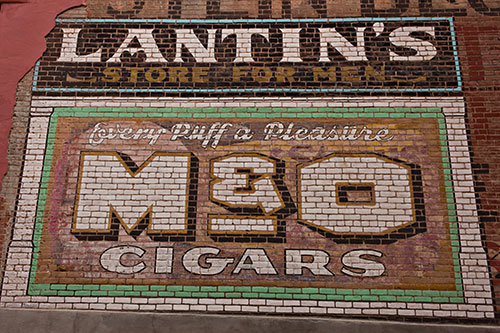 LANTIN'S
STORE FOR MEN
Every Puff a Pleasure
M&O
CIGARS